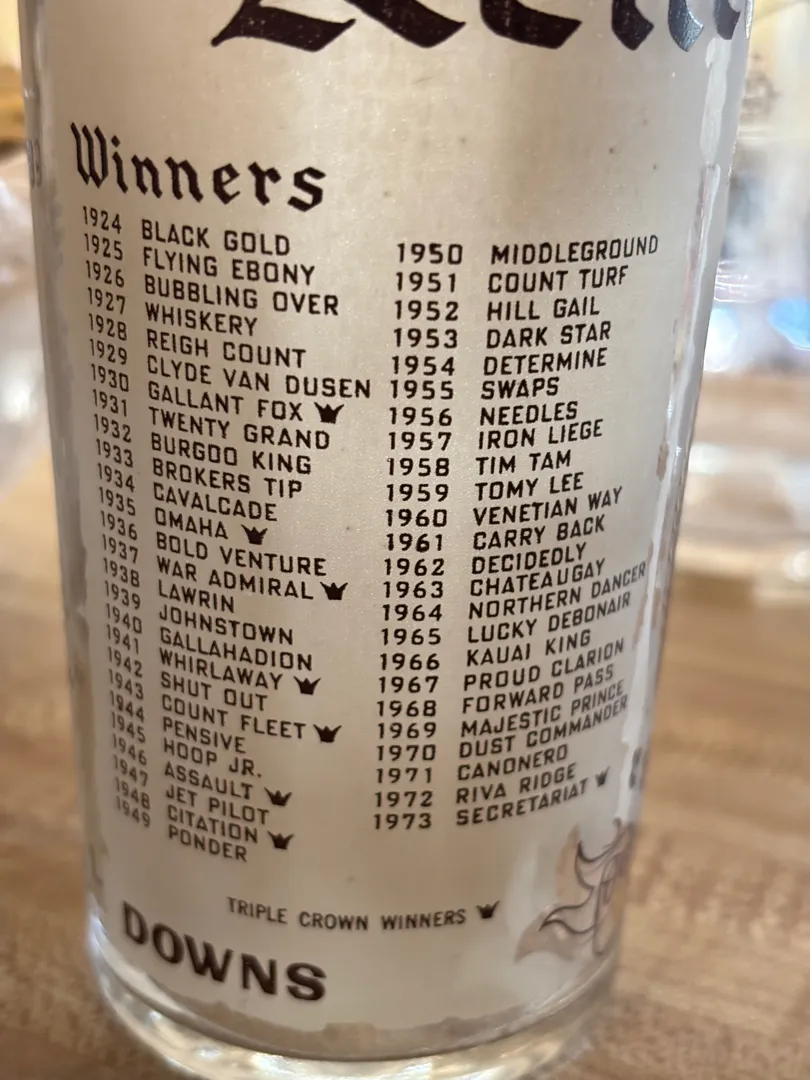 Winners
1924 BLACK GOLD
1925 FLYING EBONY
1926 BUBBLING OVER
1927 WHISKERY
1928 REIGH COUNT
1929 CLYDE VAN DUSEN
1930 GALLANT FOX
1931 TWENTY GRAND
1932 BURGOO KING
1933 BROKERS TIP
1934 CAVALCADE
1935 OMAHA
1936 BOLD VENTURE
1937 WAR ADMIRAL
1938 LAWRIN
1939 JOHNSTOWN
1940 GALLAHADION
1941 WHIRLAWAY
1942 SHUT OUT
1943 COUNT FLEET
1944 PENSIVE
1945 HOOP JR.
1946 ASSAULT
1947 JET PILOT
1948 CITATION
1949 PONDER
1950 MIDDLEGROUND
1951 COUNT TURF
1952 HILL GAIL
1953 DARK STAR
1954 DETERMINE
1955 SWAPS
1956 NEEDLES
1957 IRON LIEGE
1958 TIM TAM
1959 TOMY LEE
1960 VENETIAN WAY
1961 CARRY BACK
1962 DECIDEDLY
1963 CHATEAUGAY
1964 NORTHERN DANCER
1965 LUCKY DEBONAIR
1966 KAUAI KING
1967 PROUD CLARION
1968 FORWARD PASS
1969 MAJESTIC PRINCE
1970 DUST COMMANDER
1971 CANONERO
1972 RIVA RIDGE
1973 SECRETARIAT
TRIPLE CROWN WINNERS
DOWNS